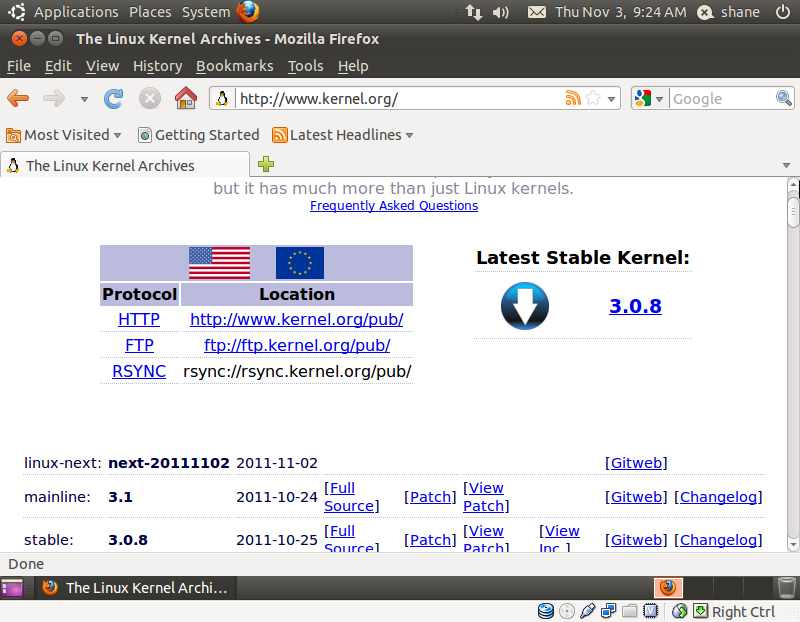 Applications Places System Thu Nov 3, 9:24 AM shane
The Linux Kernel Archives - Mozilla Firefox
File Edit View History Bookmarks Tools Help
http://www.kernel.org/ Google
Most Visited Getting Started Latest Headlines
The Linux Kernel Archives
but it has much more than just Linux kernels.
Frequently Asked Questions
Latest Stable Kernel:
Protocol Location
HTTP http://www.kernel.org/pub/ 3.0.8
FTP ftp://ftp.kernel.org/pub/
RSYNC rsync://rsync.kernel.org/pub/
linux-next: next-20111102 2011-11-02 [Gitweb]
mainline: 3.1 2011-10-24 [Full Source] [Patch] [View Patch] [Gitweb] [Changelog]
stable: 3.0.8 2011-10-25 [Full Source] [Patch] [View Patch] [View Inc.] [Gitweb] [Changelog]
Done
The Linux Kernel Archi...
Right Ctrl